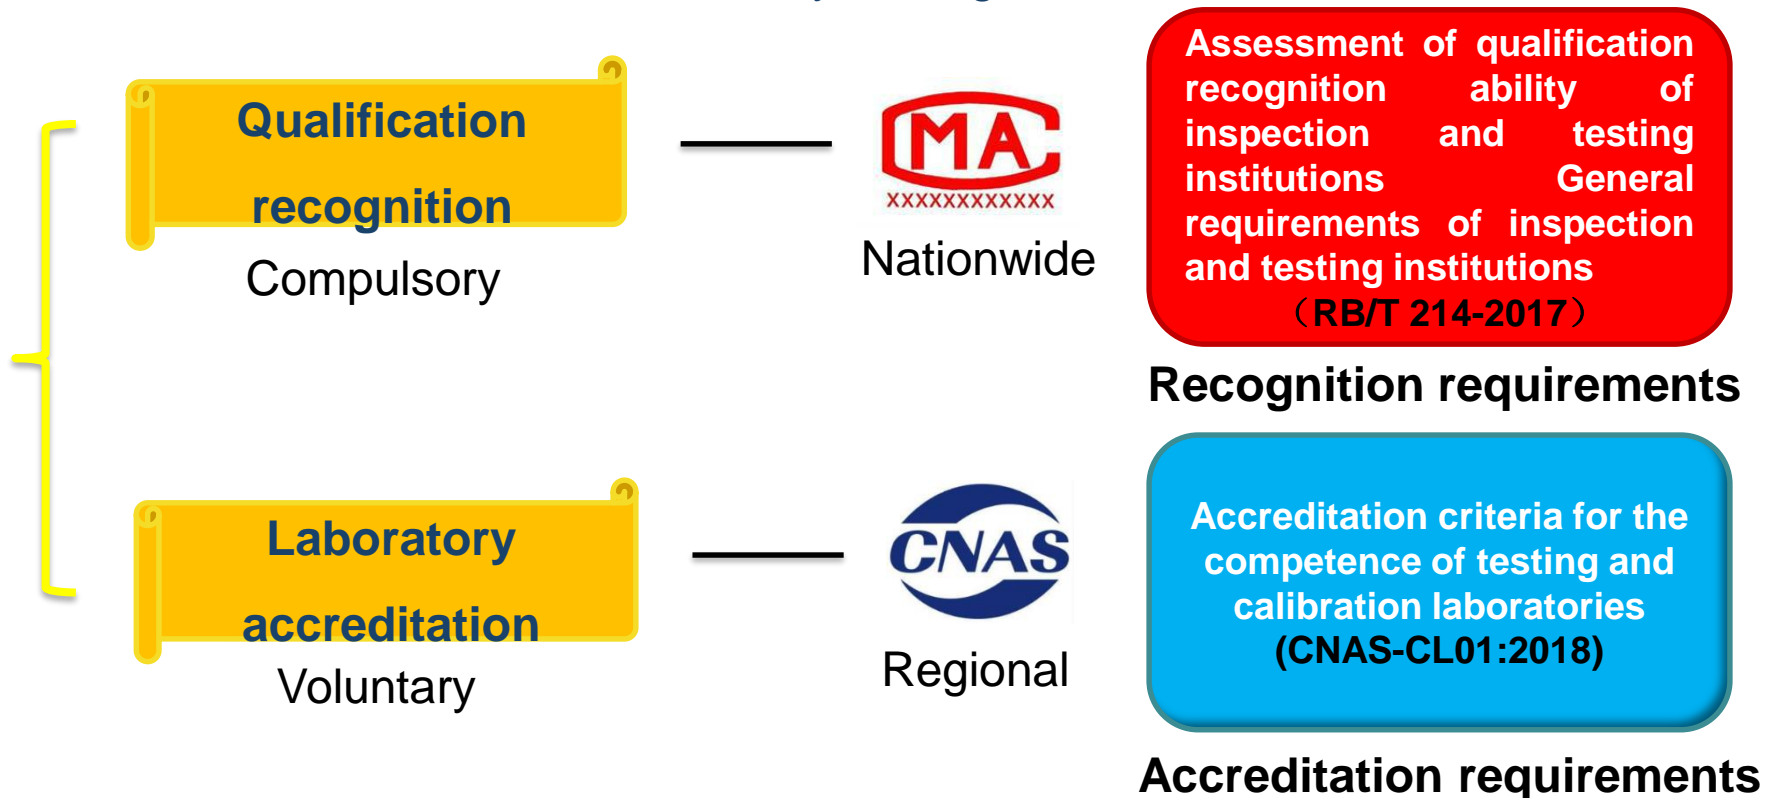 Qualification
recognition
Compulsory
CMA
XXXXXXXXXXXX
Nationwide
Assessment of qualification
recognition ability of
inspection and testing
institutions General
requirements of inspection
and testing institutions
（RB/T 214-2017）
Recognition requirements
Laboratory
accreditation
Voluntary
CNAS
Regional
Accreditation criteria for the
competence of testing and
calibration laboratories
(CNAS-CL01:2018)
Accreditation requirements